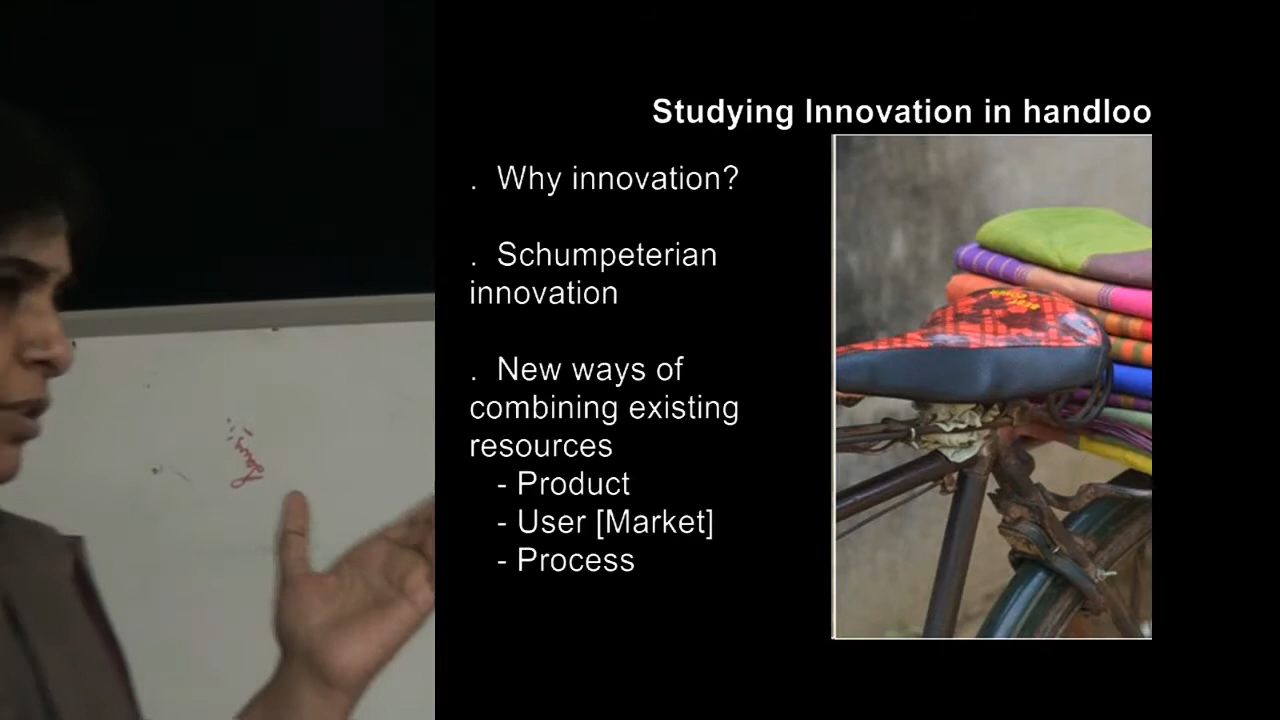 Studying Innovation in handloo
. Why innovation?
. Schumpeterian
innovation
. New ways of
combining existing
resources
- Product
- User [Market]
- Process